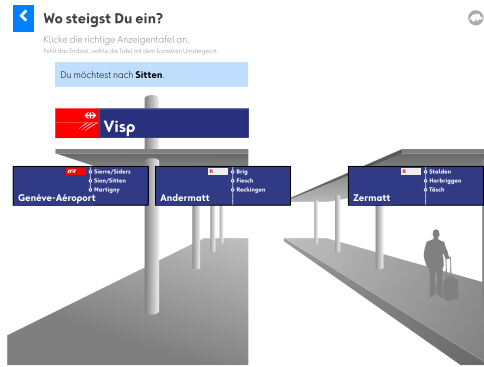 Wo steigst Du ein?
Klicke die richtige Anzeigentafel an.
Fehlt das Endziel, wähle die Tafel mit dem korrekten Umsteigeort.
Du möchtest nach Sitten.
Visp
IR
Sierre/Siders
Sion/Sitten
Martigny
Genève-Aéroport
R
Brig
Fiesch
Reckingen
Andermatt
R
Stalden
Herbriggen
Täsch
Zermatt